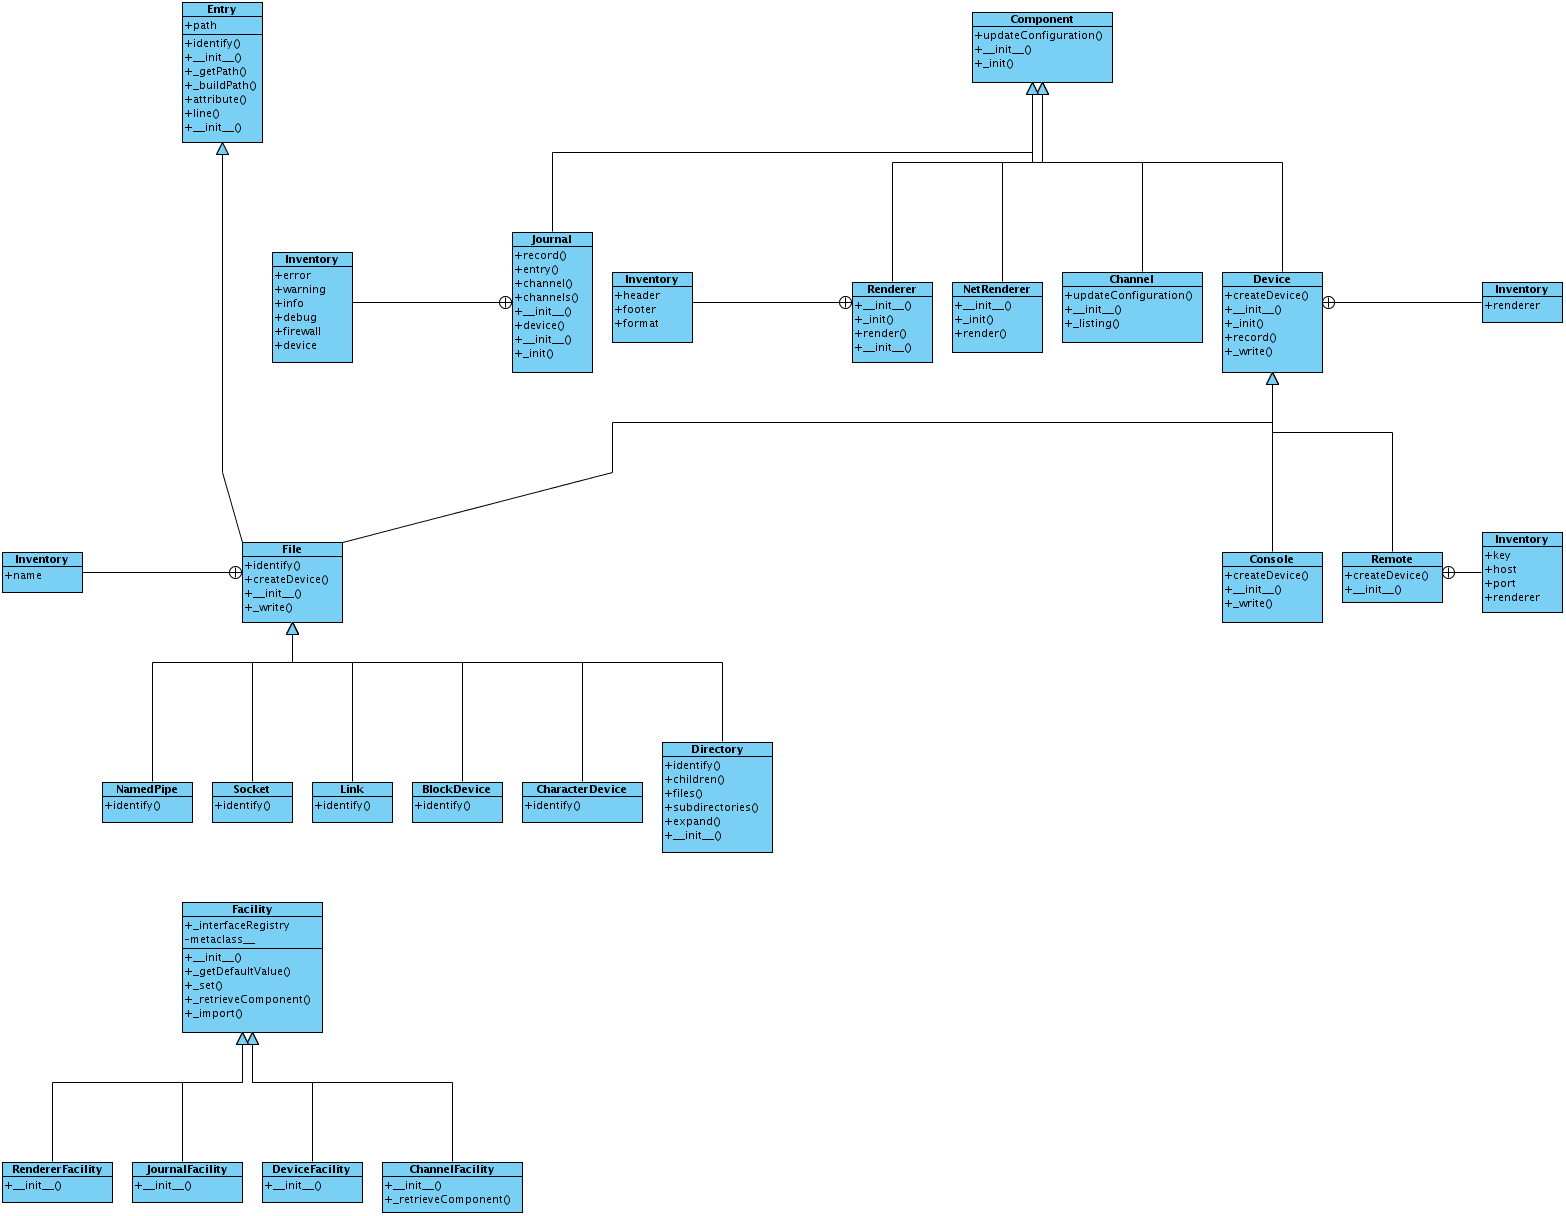 Entry
+path
+identify()
+__init__()
+_getPath()
+_buildPath()
+attribute()
+line()
+__init__()
Component
+updateConfiguration()
+__init__()
+_init()
Inventory
+error
+warning
+info
+debug
+firewall
+device
Journal
+record()
+entry()
+channel()
+channels()
+__init__()
+device()
+__init__()
+_init()
Inventory
+header
+footer
+format
Renderer
+__init__()
+_init()
+render()
+__init__()
NetRenderer
+__init__()
+_init()
+render()
Channel
+updateConfiguration()
+__init__()
+_listing()
Device
+createDevice()
+__init__()
+_init()
+record()
+_write()
Inventory
+renderer
Inventory
+name
File
+identify()
+createDevice()
+__init__()
+_write()
Console
+createDevice()
+__init__()
+_write()
Remote
+createDevice()
+__init__()
Inventory
+key
+host
+port
+renderer
NamedPipe
+identify()
Socket
+identify()
Link
+identify()
BlockDevice
+identify()
CharacterDevice
+identify()
Directory
+identify()
+children()
+files()
+subdirectories()
+expand()
+__init__()
Facility
+_interfaceRegistry
-metaclass__
+__init__()
+_getDefaultValue()
+_set()
+_retrieveComponent()
+_import()
RendererFacility
+__init__()
JournalFacility
+__init__()
DeviceFacility
+__init__()
ChannelFacility
+__init__()
+_retrieveComponent()